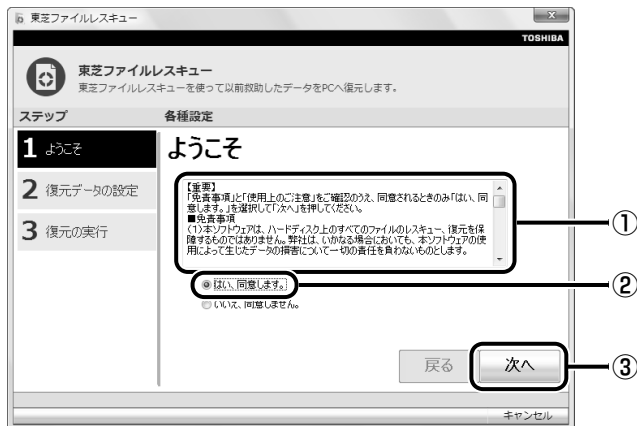 東芝ファイルレスキュー
TOSHIBA
東芝ファイルレスキュー
東芝ファイルレスキューを使って以前救助したデータをPCへ復元します。
ステップ
各種設定
1 ようこそ
2 復元データの設定
3 復元の実行
ようこそ
【重要】
「免責事項」と「使用上のご注意」をご確認のうえ、同意されるときのみ「はい、同
意します。」を選択して「次へ」を押してください。
■免責事項
(1)本ソフトウェアは、ハードディスク上のすべてのファイルのレスキュー、復元を保
障するものではありません。弊社は、いかなる場合においても、本ソフトウェアの使
用によって生じたデータの損害について一切の責任を負わないものとします。
①
はい、同意します。
②
いいえ、同意しません。
戻る
次へ
③
キャンセル